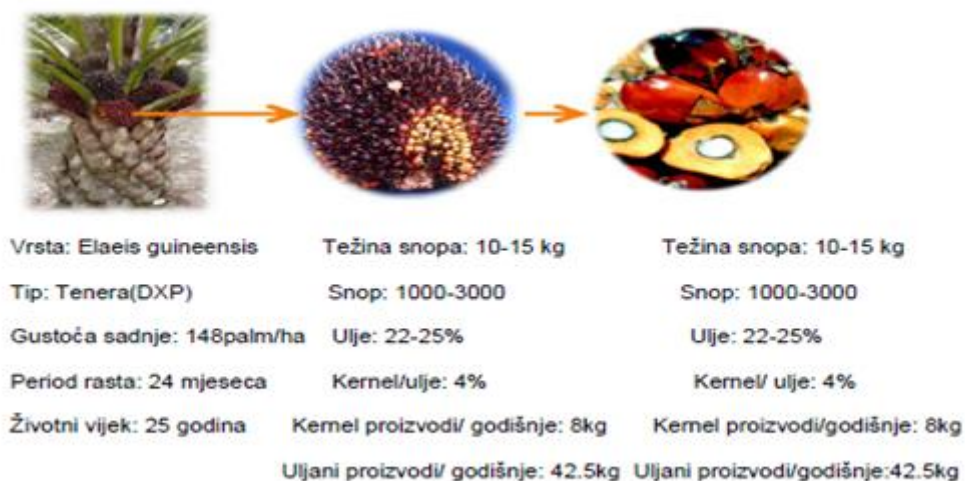 Vrsta: Elaeis guineensis
Tip: Tenera(DXP)
Gustoća sadnje: 148palm/ha
Period rasta: 24 mjeseca
Životni vijek: 25 godina
Težina snopa: 10-15 kg
Snop: 1000-3000
Ulje: 22-25%
Kernel/ulje: 4%
Kernel proizvodi/ godišnje: 8kg
Uljani proizvodi/ godišnje: 42.5kg
Težina snopa: 10-15 kg
Snop: 1000-3000
Ulje: 22-25%
Kernel/ ulje: 4%
Kernel proizvodi/godišnje: 8kg
Uljani proizvodi/godišnje:42.5kg